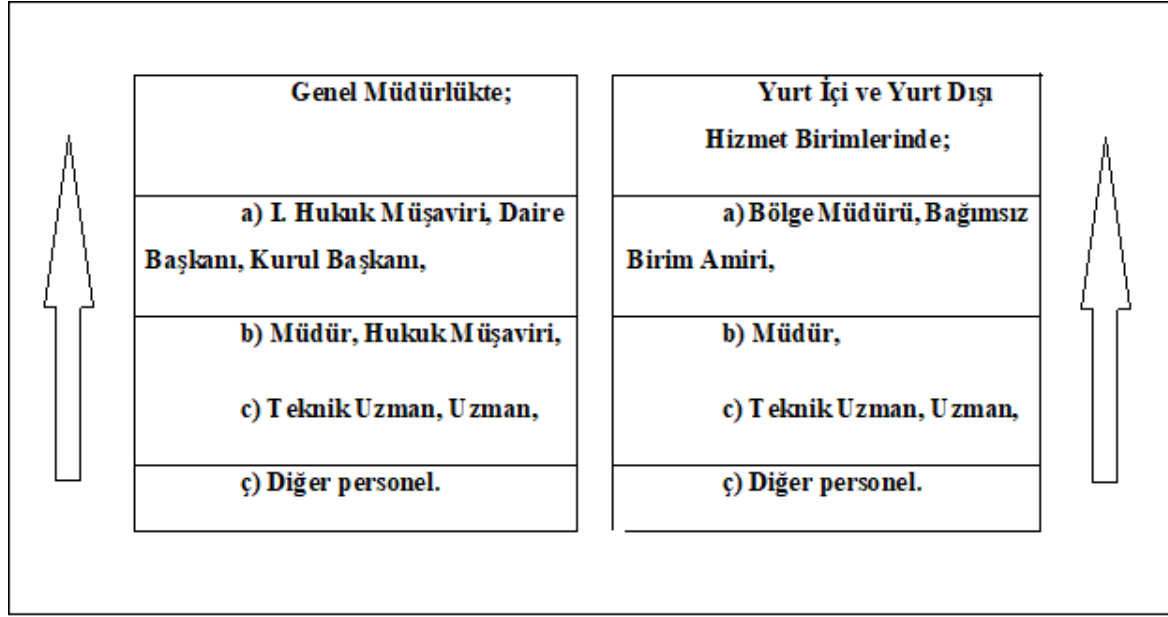 Genel Müdürlükte;
a) I. Hukuk Müşaviri, Daire
Başkanı, Kurul Başkanı,
b) Müdür, Hukuk Müşaviri,
c) Teknik Uzman, Uzman,
ç) Diğer personel.
Yurt İçi ve Yurt Dışı
Hizmet Birimlerinde;
a) Bölge Müdürü, Bağımsız
Birim Amiri,
b) Müdür,
c) Teknik Uzman, Uzman,
ç) Diğer personel.